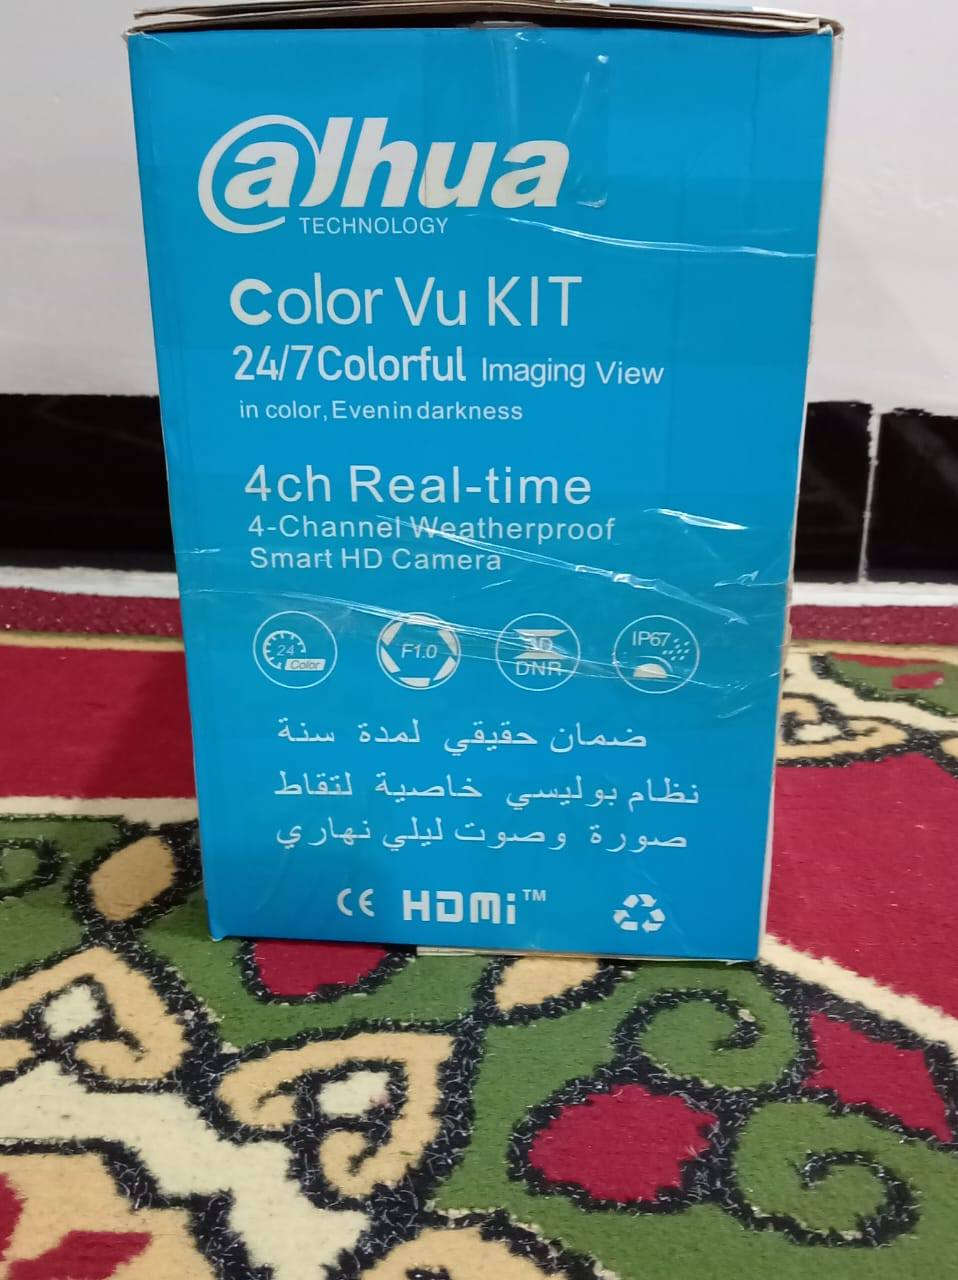 alhua
TECHNOLOGY
Color Vu KIT
24/7Colorful Imaging View
in color,Evenindarkness
4ch Real-time
4-Channel Weatherproof
Smart HD Camera
24 Color F1.0 3D DNR IP67
ضمان حقيقي لمدة سنة
نظام بوليسي خاصية لتقاط
صورة وصوت ليلي نهاري
CE HDMi™